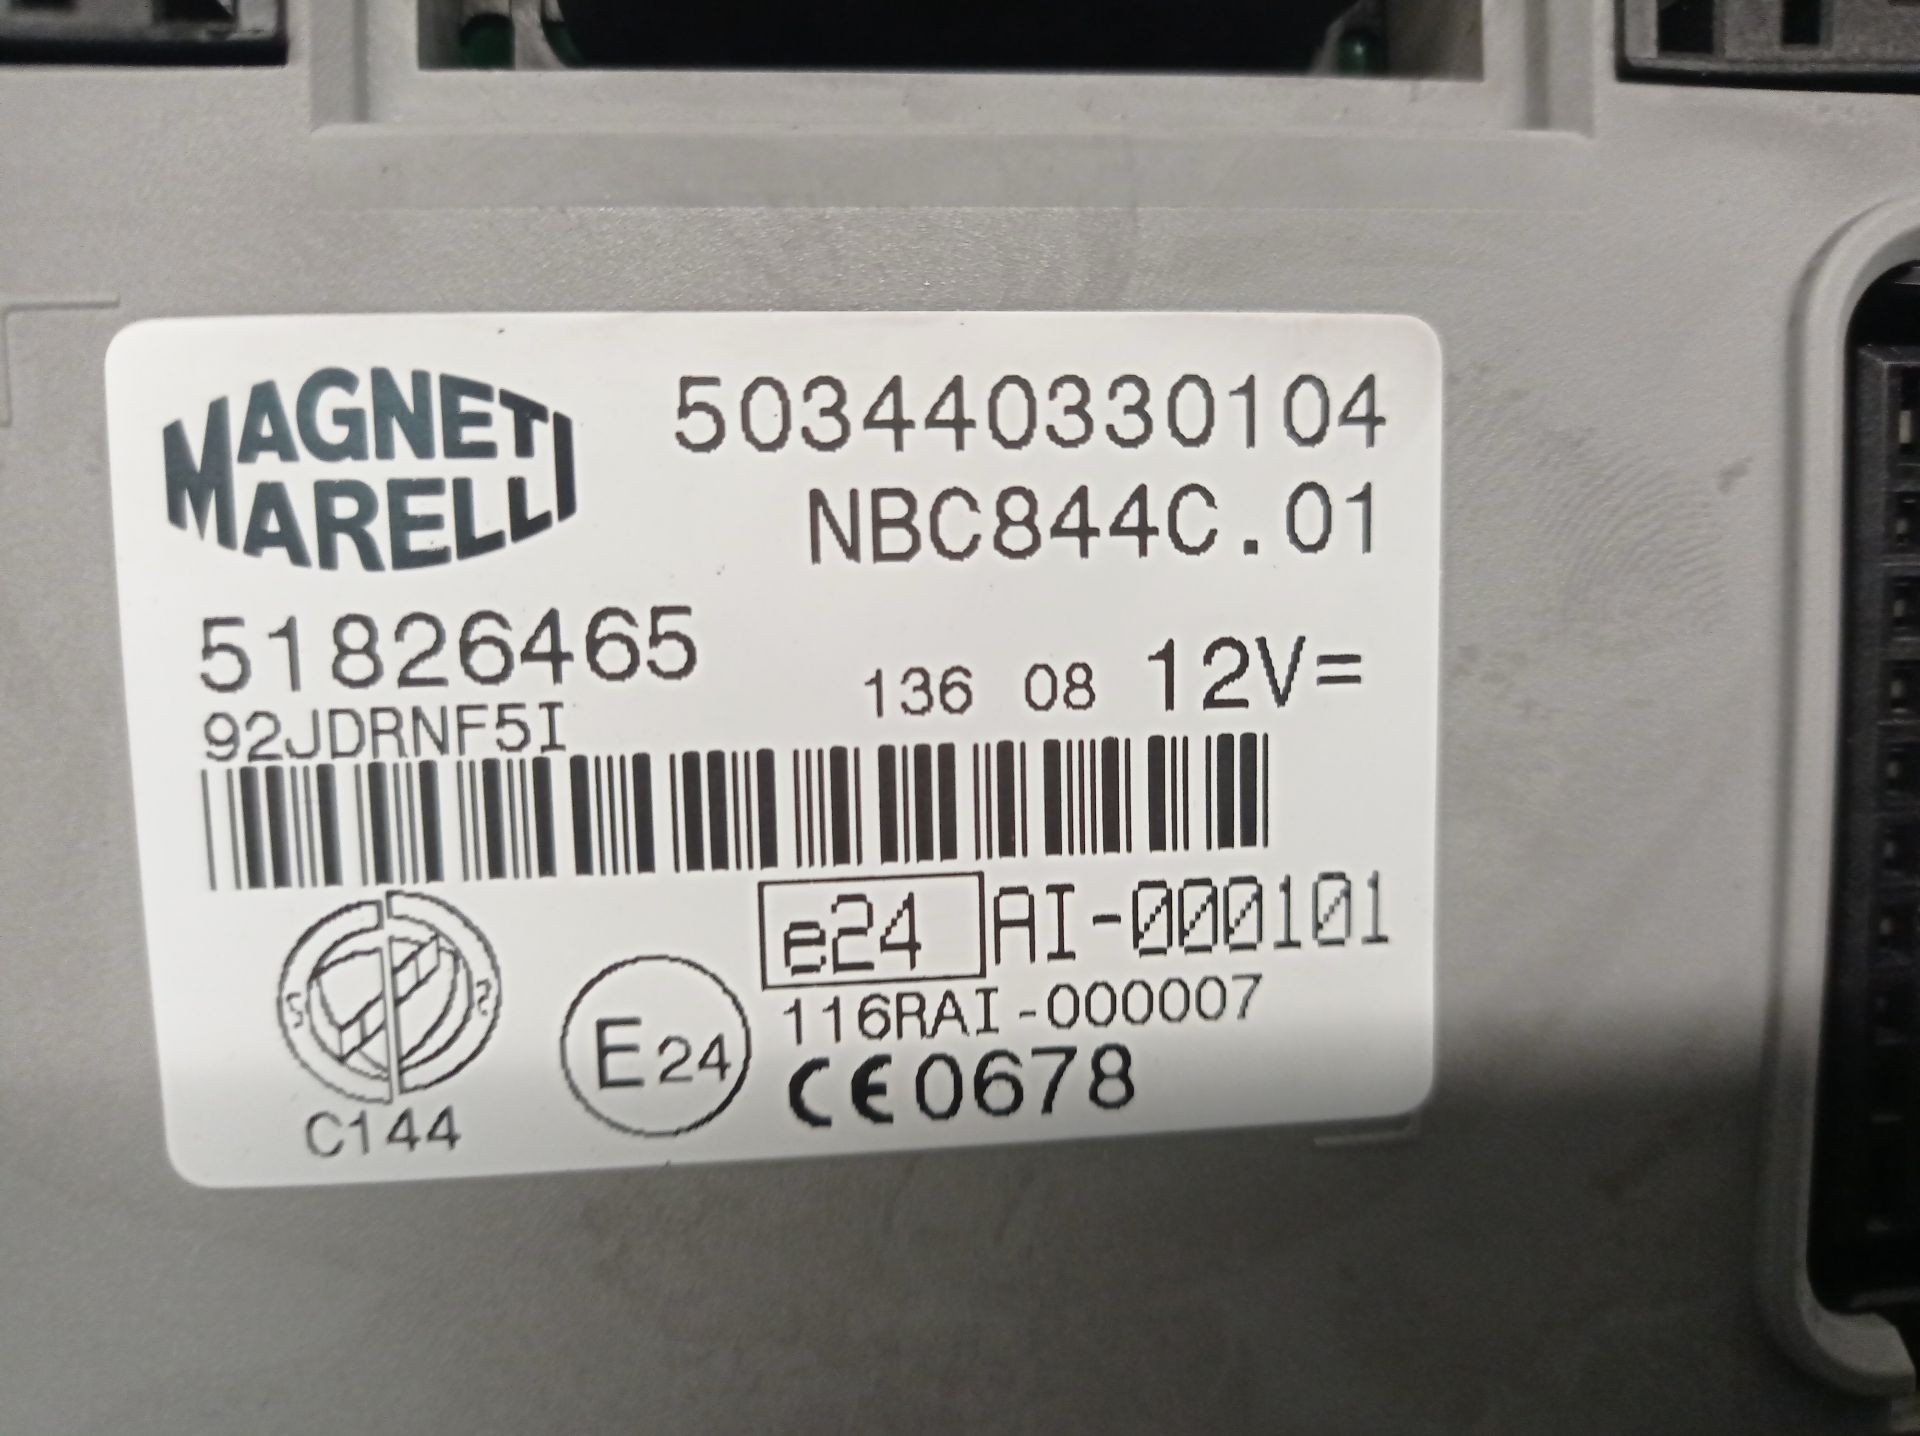 MAGNETI
MARELLI
503440330104
NBC844C.01
51826465
136 08 12V=
92JDRNF5I
e24 AI-000101
116RAI-000007
E24
CE0678
C144